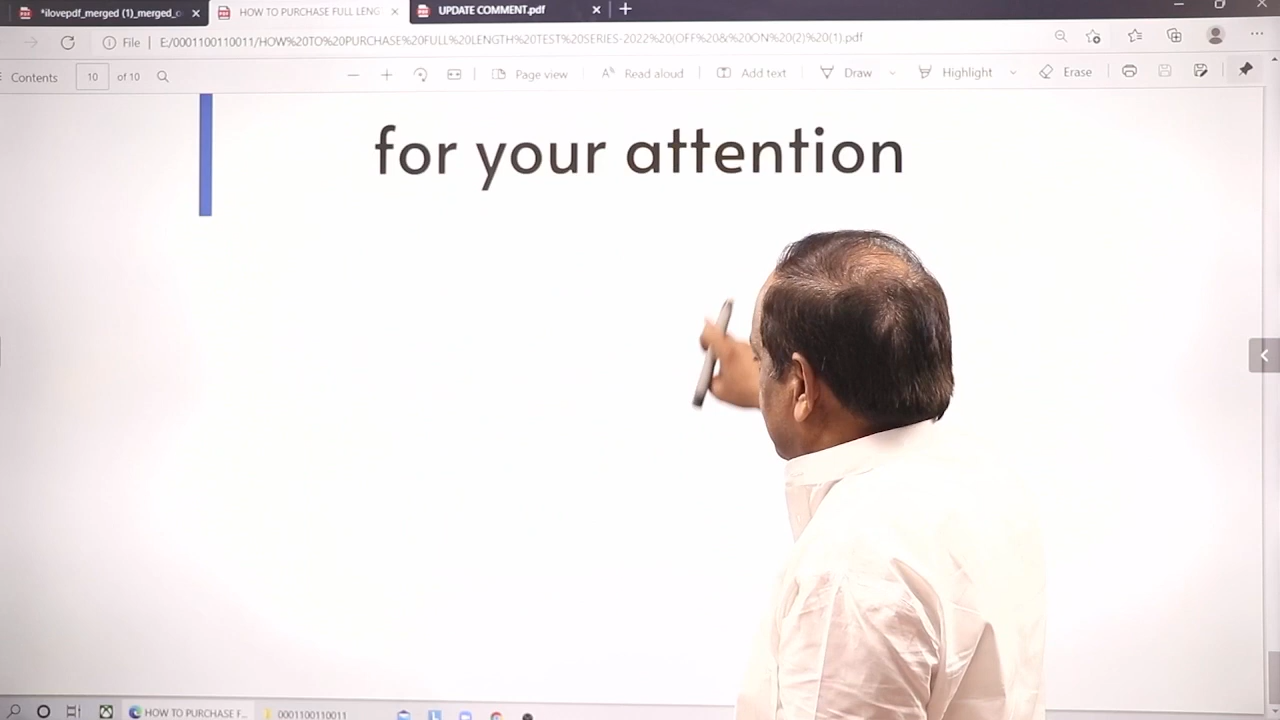 *ilovepdf_merged (1)_merged_o
HOW TO PURCHASE FULL LENG
UPDATE COMMENT.pdf
File | E:/0001100110011/HOW%20TO%20PURCHASE%20FULL%20LENGTH%20TEST%20SERIES-2022%20(OFF%20&%20ON%20(2)%20(1).pdf
Contents 10 of 10 Page view Read aloud Add text Draw Highlight Erase
for your attention
HOW TO PURCHASE F... 0001100110011